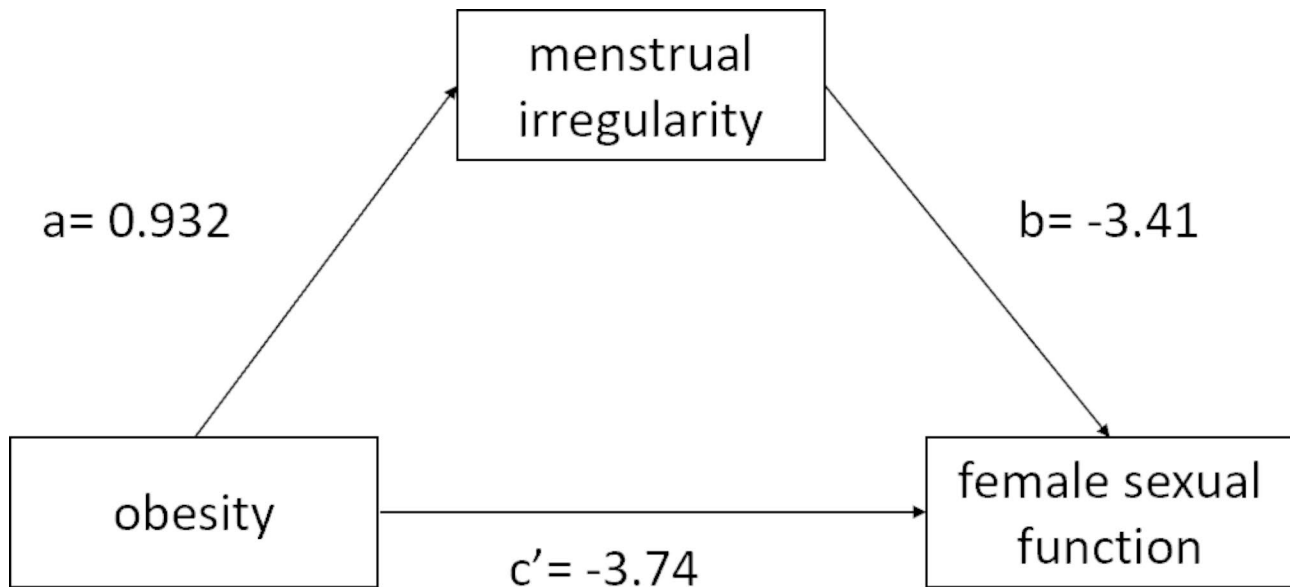 menstrual
irregularity
a= 0.932
b= -3.41
obesity
female sexual
function
c’= -3.74